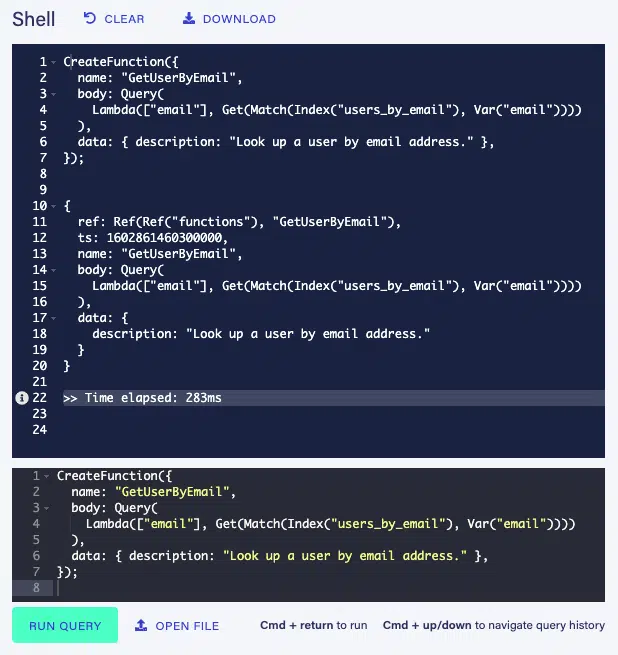 Shell CLEAR DOWNLOAD
1 CreateFunction({
2   name: "GetUserByEmail",
3   body: Query(
4     Lambda(["email"], Get(Match(Index("users_by_email"), Var("email"))))
5   ),
6   data: { description: "Look up a user by email address." },
7 });
8
9
10 {
11   ref: Ref(Ref("functions"), "GetUserByEmail"),
12   ts: 1602861460300000,
13   name: "GetUserByEmail",
14   body: Query(
15     Lambda(["email"], Get(Match(Index("users_by_email"), Var("email"))))
16   ),
17   data: {
18     description: "Look up a user by email address."
19   }
20 }
21
22 >> Time elapsed: 283ms
23
24
1 CreateFunction({
2   name: "GetUserByEmail",
3   body: Query(
4     Lambda(["email"], Get(Match(Index("users_by_email"), Var("email"))))
5   ),
6   data: { description: "Look up a user by email address." },
7 });
8
RUN QUERY OPEN FILE Cmd + return to run Cmd + up/down to navigate query history